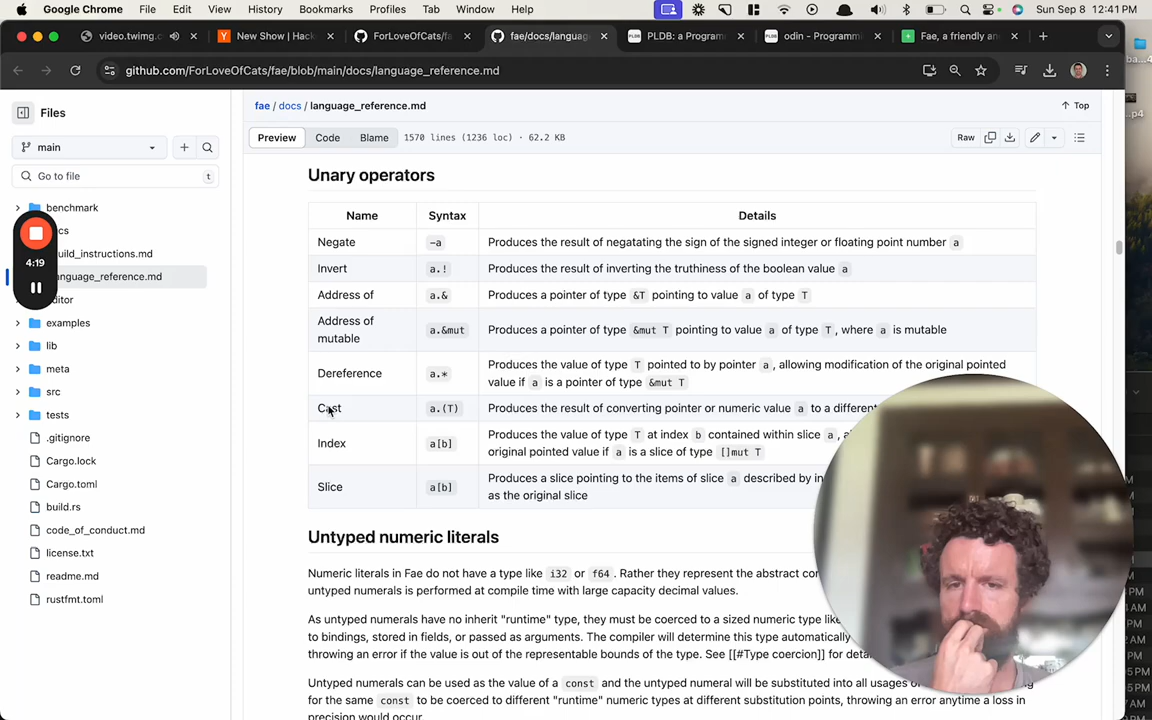 Google Chrome File Edit View History Bookmarks Profiles Tab Window Help Sun Sep 8 12:41 PM
video.twimg.c New Show | Hack ForLoveOfCats/fa fae/docs/languag PLDB: a Program odin - Programmi Fae, a friendly an
github.com/ForLoveOfCats/fae/blob/main/docs/language_reference.md
Files
fae / docs / language_reference.md
Top
main
Preview Code Blame 1570 lines (1236 loc) · 62.2 KB Raw
Go to file t
benchmark
cs
uild_instructions.md
anguage_reference.md
ditor
examples
lib
meta
src
tests
.gitignore
Cargo.lock
Cargo.toml
build.rs
code_of_conduct.md
license.txt
readme.md
rustfmt.toml
4:19
Unary operators
Name Syntax Details
Negate -a Produces the result of negatating the sign of the signed integer or floating point number a
Invert a.! Produces the result of inverting the truthiness of the boolean value a
Address of a.& Produces a pointer of type &T pointing to value a of type T
Address of mutable a.&mut Produces a pointer of type &mut T pointing to value a of type T, where a is mutable
Dereference a.* Produces the value of type T pointed to by pointer a, allowing modification of the original pointed
value if a is a pointer of type &mut T
Cast a.(T) Produces the result of converting pointer or numeric value a to a different
Index a[b] Produces the value of type T at index b contained within slice a,
original pointed value if a is a slice of type []mut T
Slice a[b] Produces a slice pointing to the items of slice a described by in
as the original slice
Untyped numeric literals
Numeric literals in Fae do not have a type like i32 or f64. Rather they represent the abstract con
untyped numerals is performed at compile time with large capacity decimal values.
As untyped numerals have no inherit "runtime" type, they must be coerced to a sized numeric type like
to bindings, stored in fields, or passed as arguments. The compiler will determine this type automatically
throwing an error if the value is out of the representable bounds of the type. See [[#Type coercion]] for deta
Untyped numerals can be used as the value of a const and the untyped numeral will be substituted into all usages of
for the same const to be coerced to different "runtime" numeric types at different substitution points, throwing an error anytime a loss in
precision would occur.